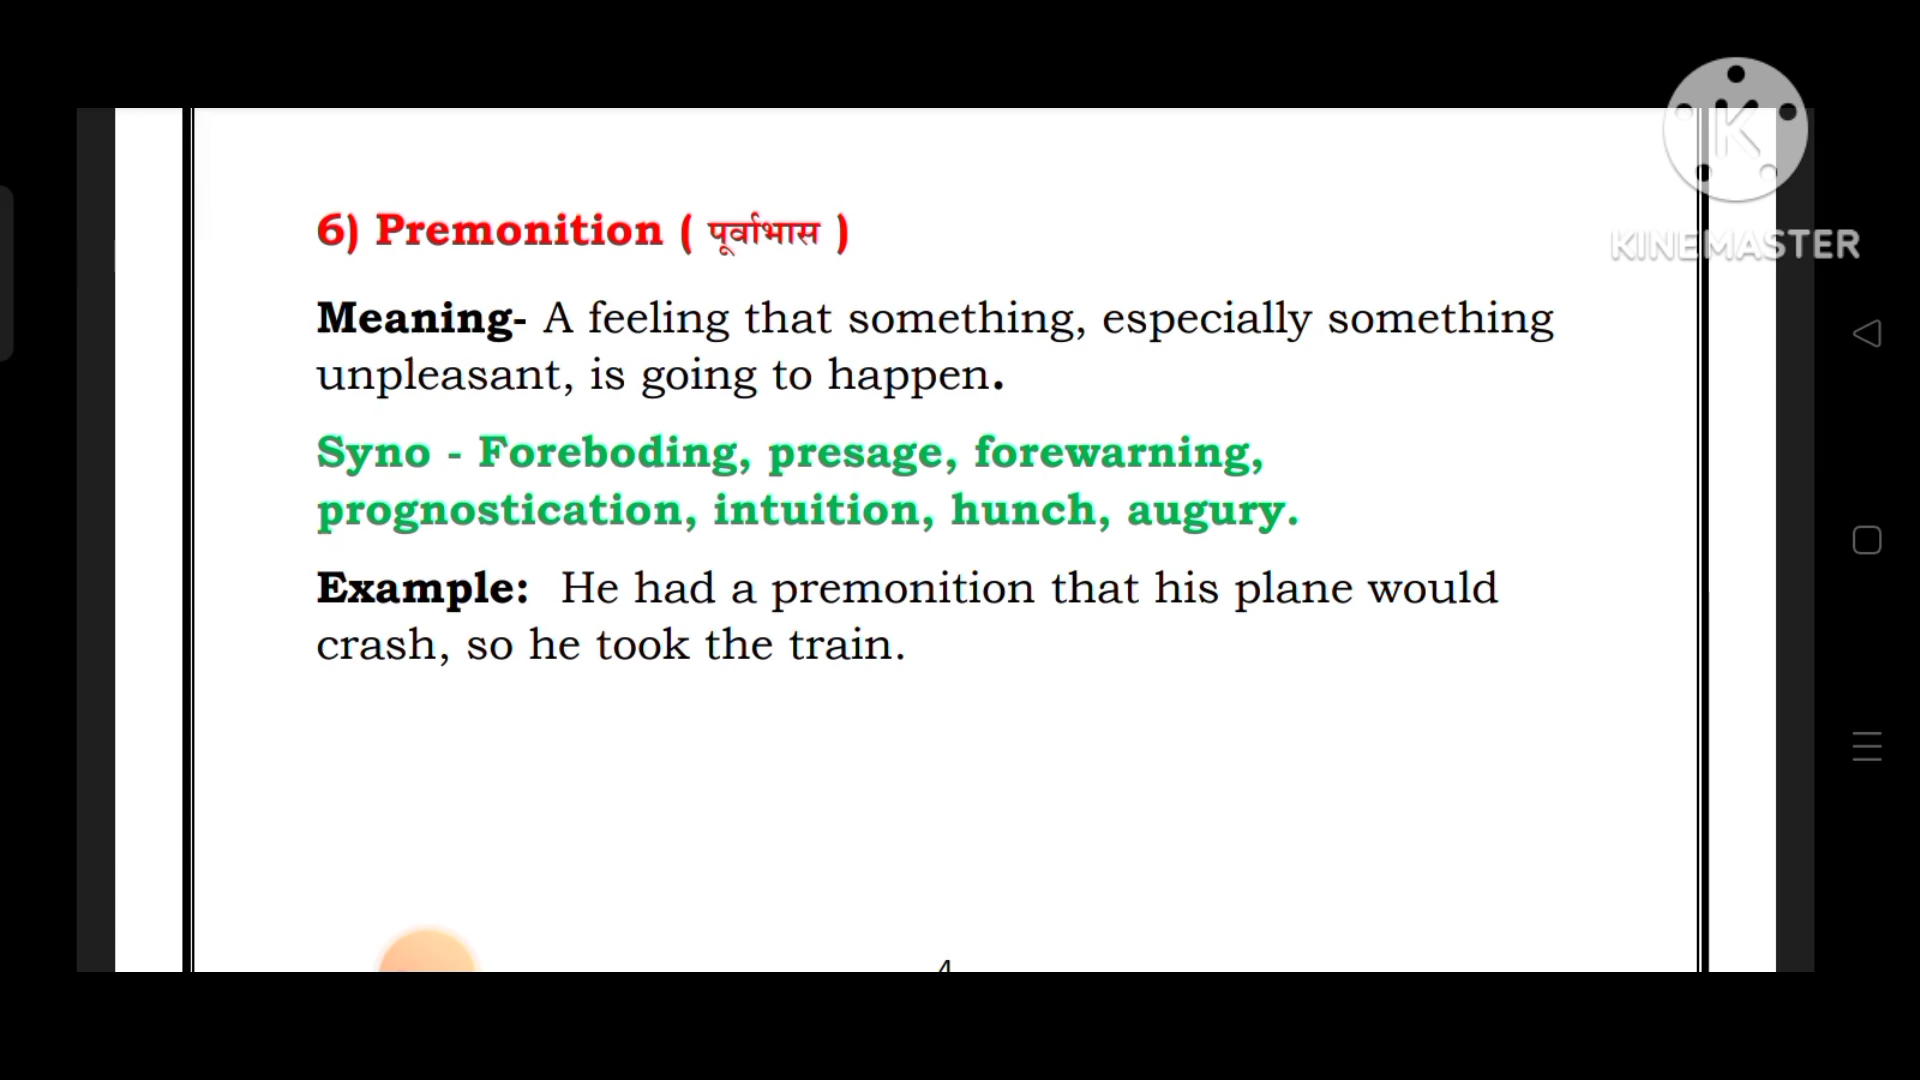 KINEMASTER
6) Premonition ( पूर्वाभास )
Meaning- A feeling that something, especially something
unpleasant, is going to happen.
Syno - Foreboding, presage, forewarning,
prognostication, intuition, hunch, augury.
Example:  He had a premonition that his plane would
crash, so he took the train.
4